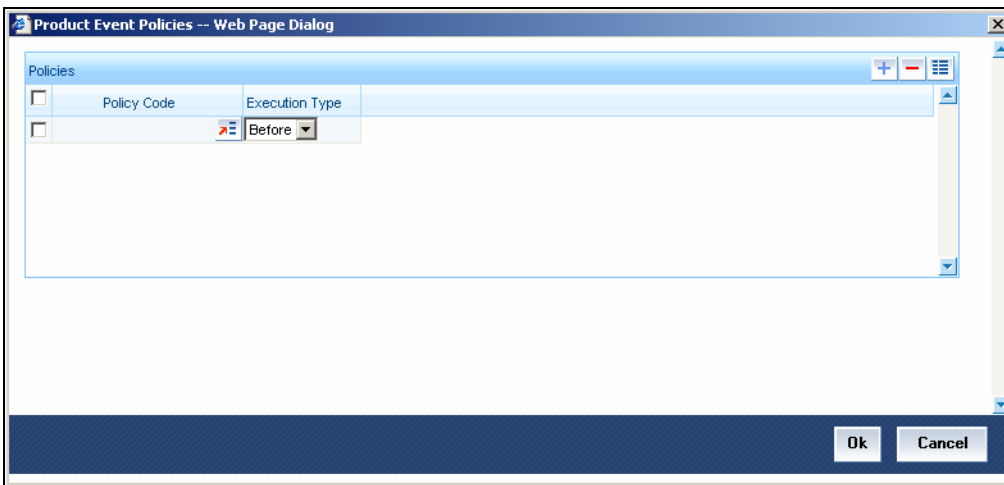 Product Event Policies -- Web Page Dialog
Policies
Policy Code Execution Type
Before
Ok Cancel